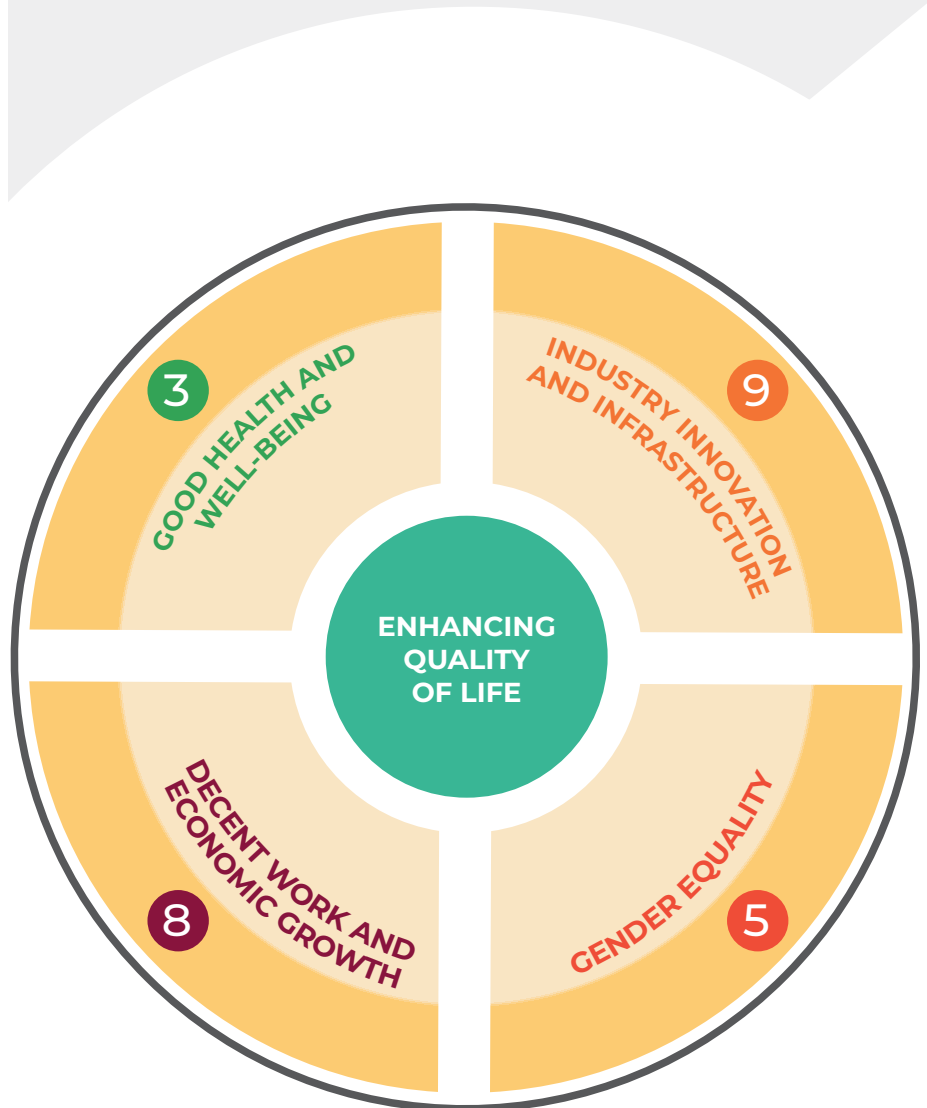 3
GOOD HEALTH AND
WELL-BEING
9
INDUSTRY INNOVATION
AND INFRASTRUCTURE
ENHANCING
QUALITY
OF LIFE
8
DECENT WORK AND
ECONOMIC GROWTH
5
GENDER EQUALITY